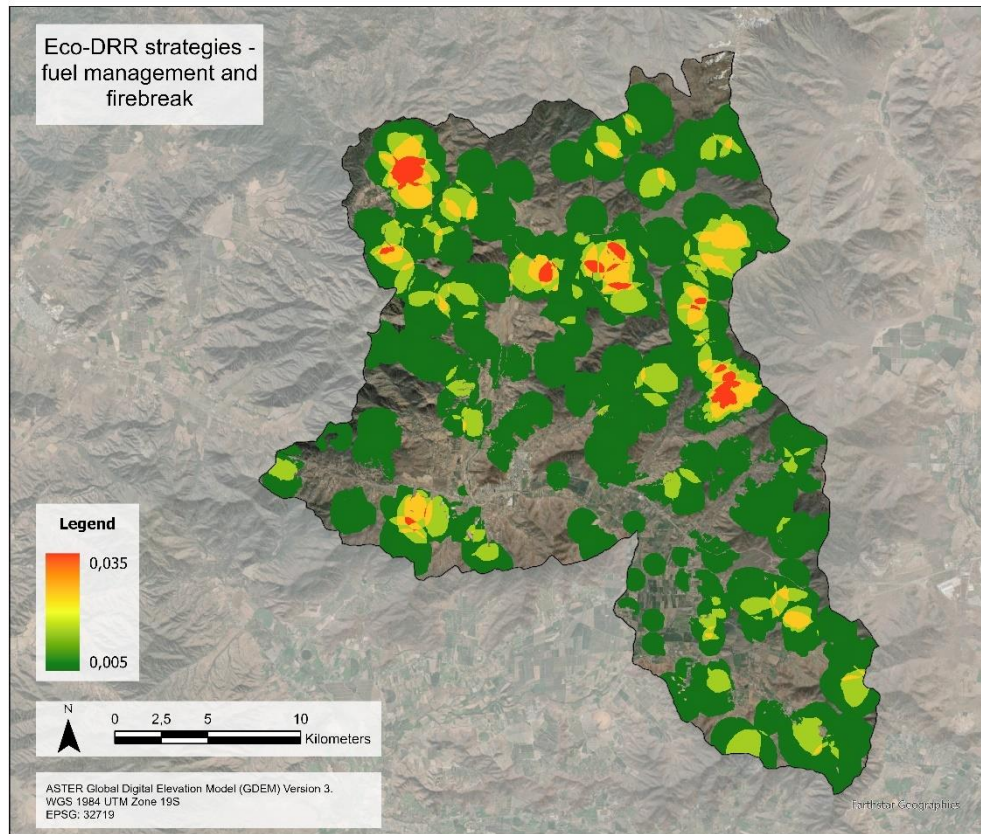 Eco-DRR strategies -
fuel management and
firebreak
Legend
0,035
0,005
N
0 2,5 5 10
Kilometers
ASTER Global Digital Elevation Model (GDEM) Version 3.
WGS 1984 UTM Zone 19S
EPSG: 32719
Earthstar Geographics